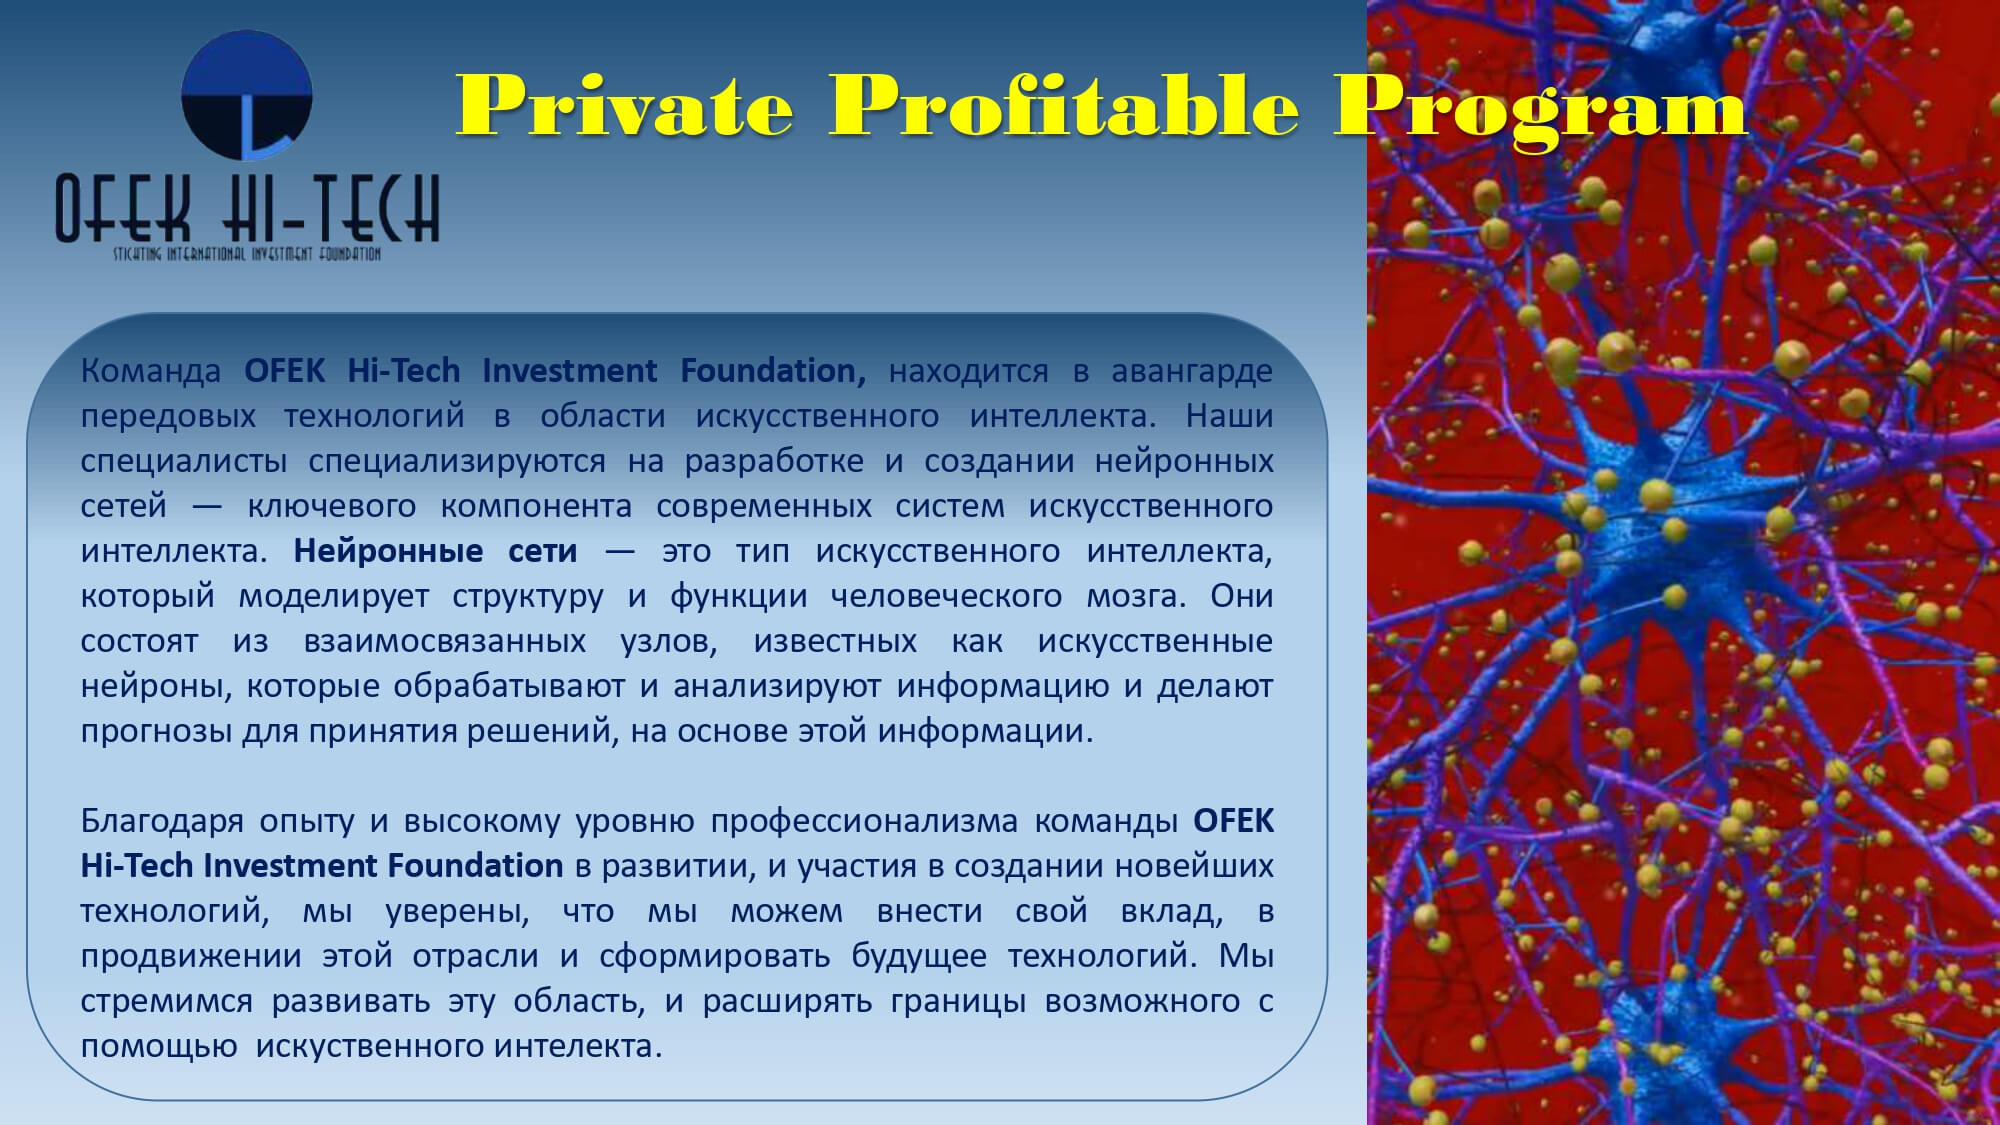 Private Profitable Program
OFEK HI-TECH
STICHTING INTERNATIONAL INVESTMENT FOUNDATION
Команда OFEK Hi-Tech Investment Foundation, находится в авангарде
передовых технологий в области искусственного интеллекта. Наши
специалисты специализируются на разработке и создании нейронных
сетей — ключевого компонента современных систем искусственного
интеллекта. Нейронные сети — это тип искусственного интеллекта,
который моделирует структуру и функции человеческого мозга. Они
состоят из взаимосвязанных узлов, известных как искусственные
нейроны, которые обрабатывают и анализируют информацию и делают
прогнозы для принятия решений, на основе этой информации.
Благодаря опыту и высокому уровню профессионализма команды OFEK
Hi-Tech Investment Foundation в развитии, и участия в создании новейших
технологий, мы уверены, что мы можем внести свой вклад, в
продвижении этой отрасли и сформировать будущее технологий. Мы
стремимся развивать эту область, и расширять границы возможного с
помощью искуственного интелекта.